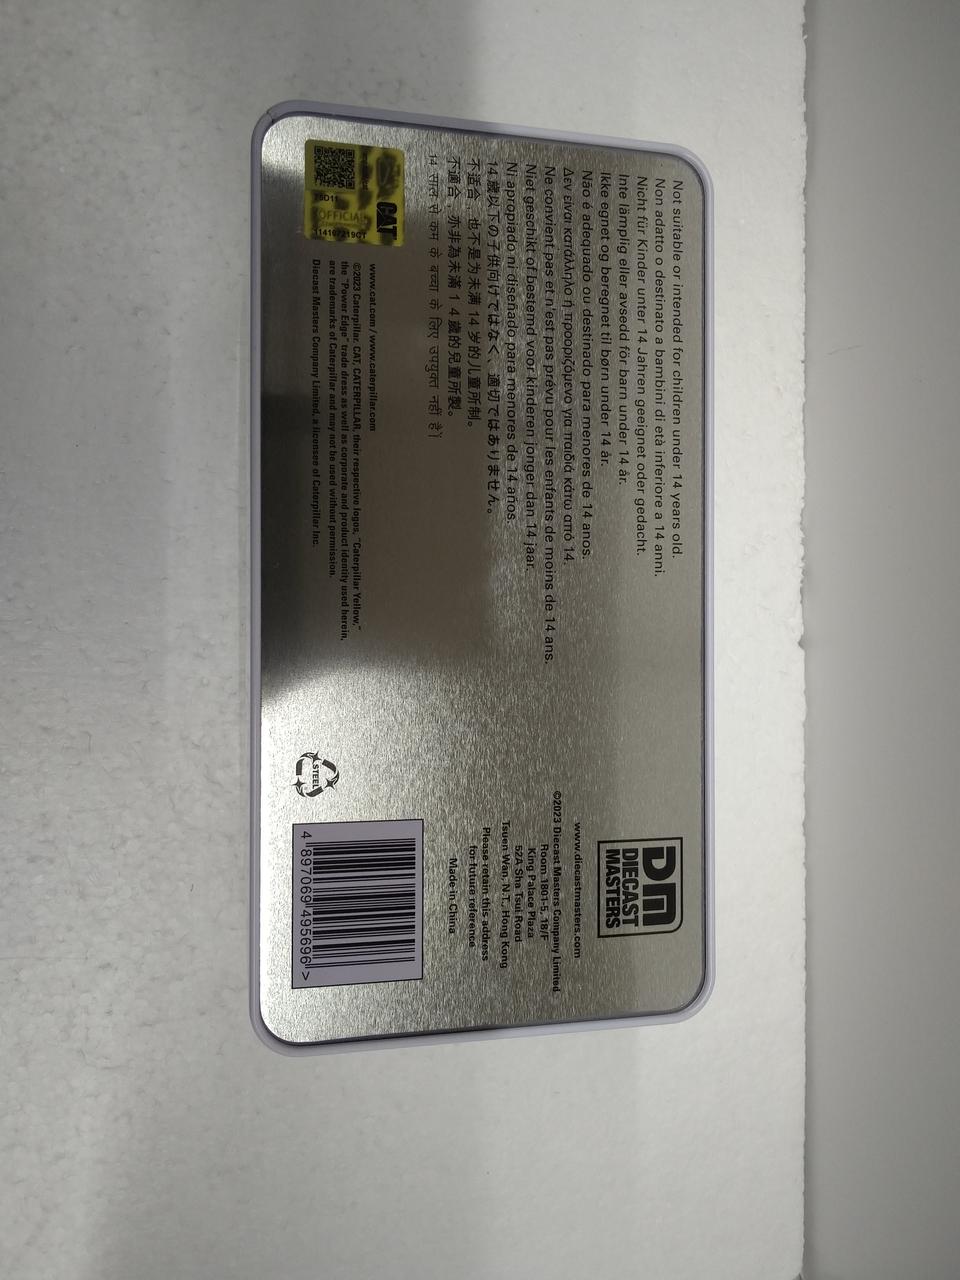 Not suitable or intended for children under 14 years old.
Non adatto o destinato a bambini di età inferiore a 14 anni.
Nicht für Kinder unter 14 Jahren geeignet oder gedacht.
Inte lämplig eller avsedd för barn under 14 år.
Ikke egnet og beregnet til børn under 14 år.
Não é adequado ou destinado para menores de 14 anos.
Δεν είναι κατάλληλο ή προοριζόμενο για παιδιά κάτω από 14.
Ne convient pas et n'est pas prévu pour les enfants de moins de 14 ans.
Niet geschikt of bestemd voor kinderen jonger dan 14 jaar.
Ni apropiado ni diseñado para menores de 14 años.
14 歳以下の子供向けではなく、適切ではありません。
不适合，也不是为未满 14 岁的儿童所制。
不適合，亦非為未滿 1 4 歲的兒童所製。
14 साल से कम के बच्चों के लिए उपयुक्त नहीं है।
CAT
OFFICIAL
114107219CT
www.cat.com / www.caterpillar.com
©2023 Caterpillar. CAT, CATERPILLAR, their respective logos, "Caterpillar Yellow,"
the "Power Edge" trade dress as well as corporate and product identity used herein,
are trademarks of Caterpillar and may not be used without permission.
Diecast Masters Company Limited, a licensee of Caterpillar Inc.
DM
DIECAST
MASTERS
www.diecastmasters.com
©2023 Diecast Masters Company Limited
Room 1801-5, 18/F
King Palace Plaza
52A Sha Tsui Road
Tsuen Wan, N.T., Hong Kong
Please retain this address
for future reference
Made in China
STEEL
4 897069 495696 >